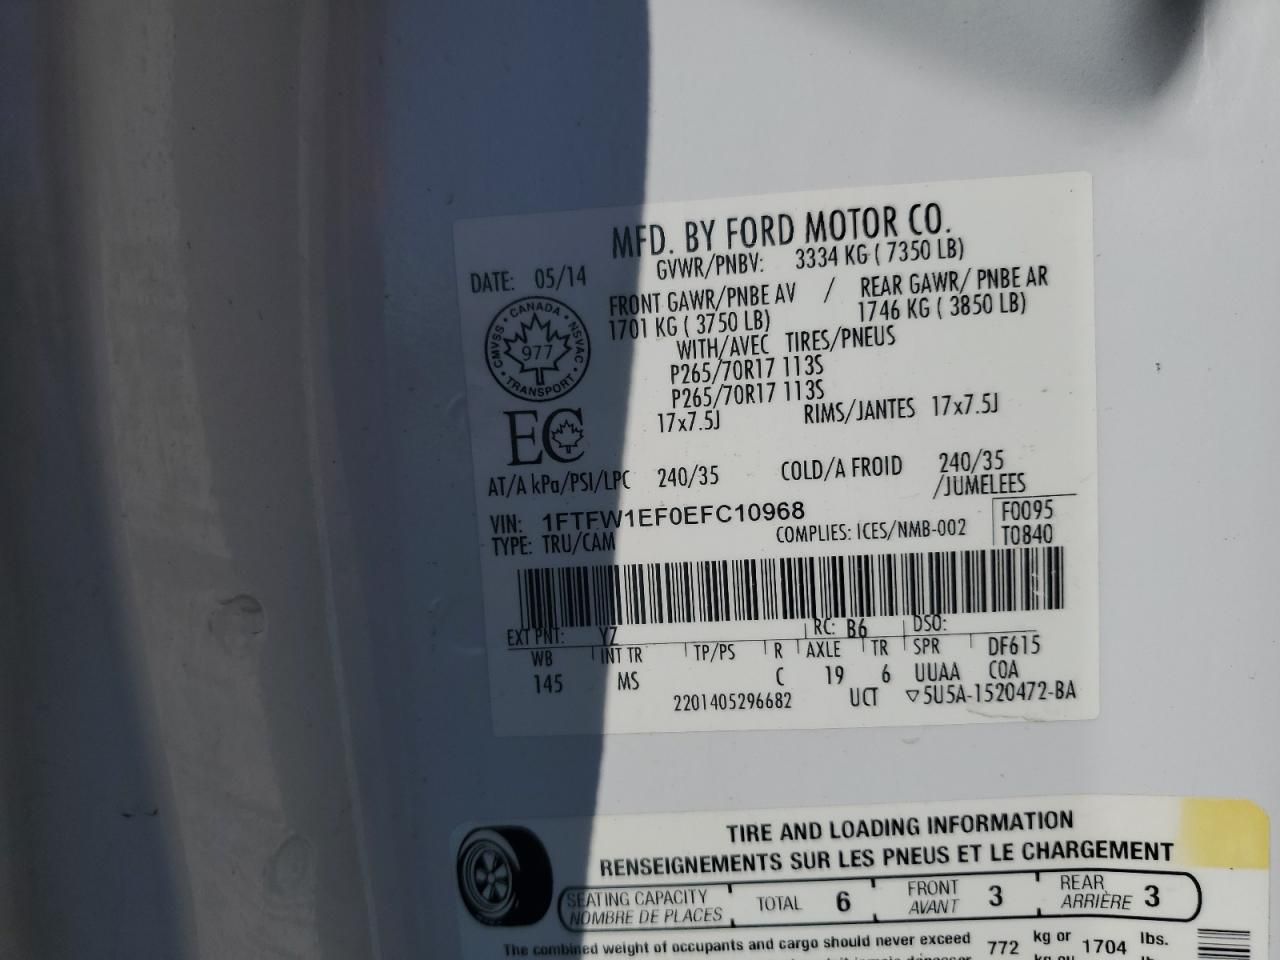 MFD. BY FORD MOTOR CO.
DATE: 05/14 GVWR/PNBV: 3334 KG ( 7350 LB)
FRONT GAWR/PNBE AV / REAR GAWR/ PNBE AR
1701 KG ( 3750 LB) 1746 KG ( 3850 LB)
WITH/AVEC TIRES/PNEUS
CANADA
CMVSS NSVAC
977
TRANSPORT
P265/70R17 113S
P265/70R17 113S
17x7.5J RIMS/JANTES 17x7.5J
EC
AT/A kPa/PSI/LPC 240/35 COLD/A FROID 240/35
/JUMELEES
VIN: 1FTFW1EF0EFC10968 F0095
TYPE: TRU/CAM COMPLIES: ICES/NMB-002 T0840
EXT PNT: YZ RC: B6 DSO:
WB INT TR TP/PS R AXLE TR SPR DF615
145 MS C 19 6 UUAA COA
2201405296682 UCT ▽5U5A-1520472-BA
TIRE AND LOADING INFORMATION
RENSEIGNEMENTS SUR LES PNEUS ET LE CHARGEMENT
SEATING CAPACITY TOTAL 6 FRONT 3 REAR 3
NOMBRE DE PLACES AVANT ARRIÈRE
The combined weight of occupants and cargo should never exceed 772 kg or 1704 lbs.